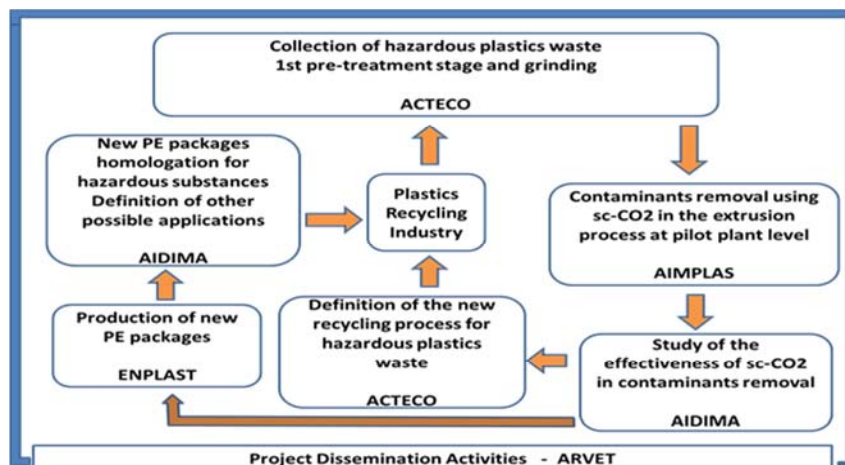 Collection of hazardous plastics waste
1st pre-treatment stage and grinding
ACTECO
New PE packages
homologation for
hazardous substances
Definition of other
possible applications
AIDIMA
Plastics
Recycling
Industry
Contaminants removal using
sc-CO2 in the extrusion
process at pilot plant level
AIMPLAS
Production of new
PE packages
ENPLAST
Definition of the new
recycling process for
hazardous plastics
waste
ACTECO
Study of the
effectiveness of sc-CO2
in contaminants removal
AIDIMA
Project Dissemination Activities - ARVET